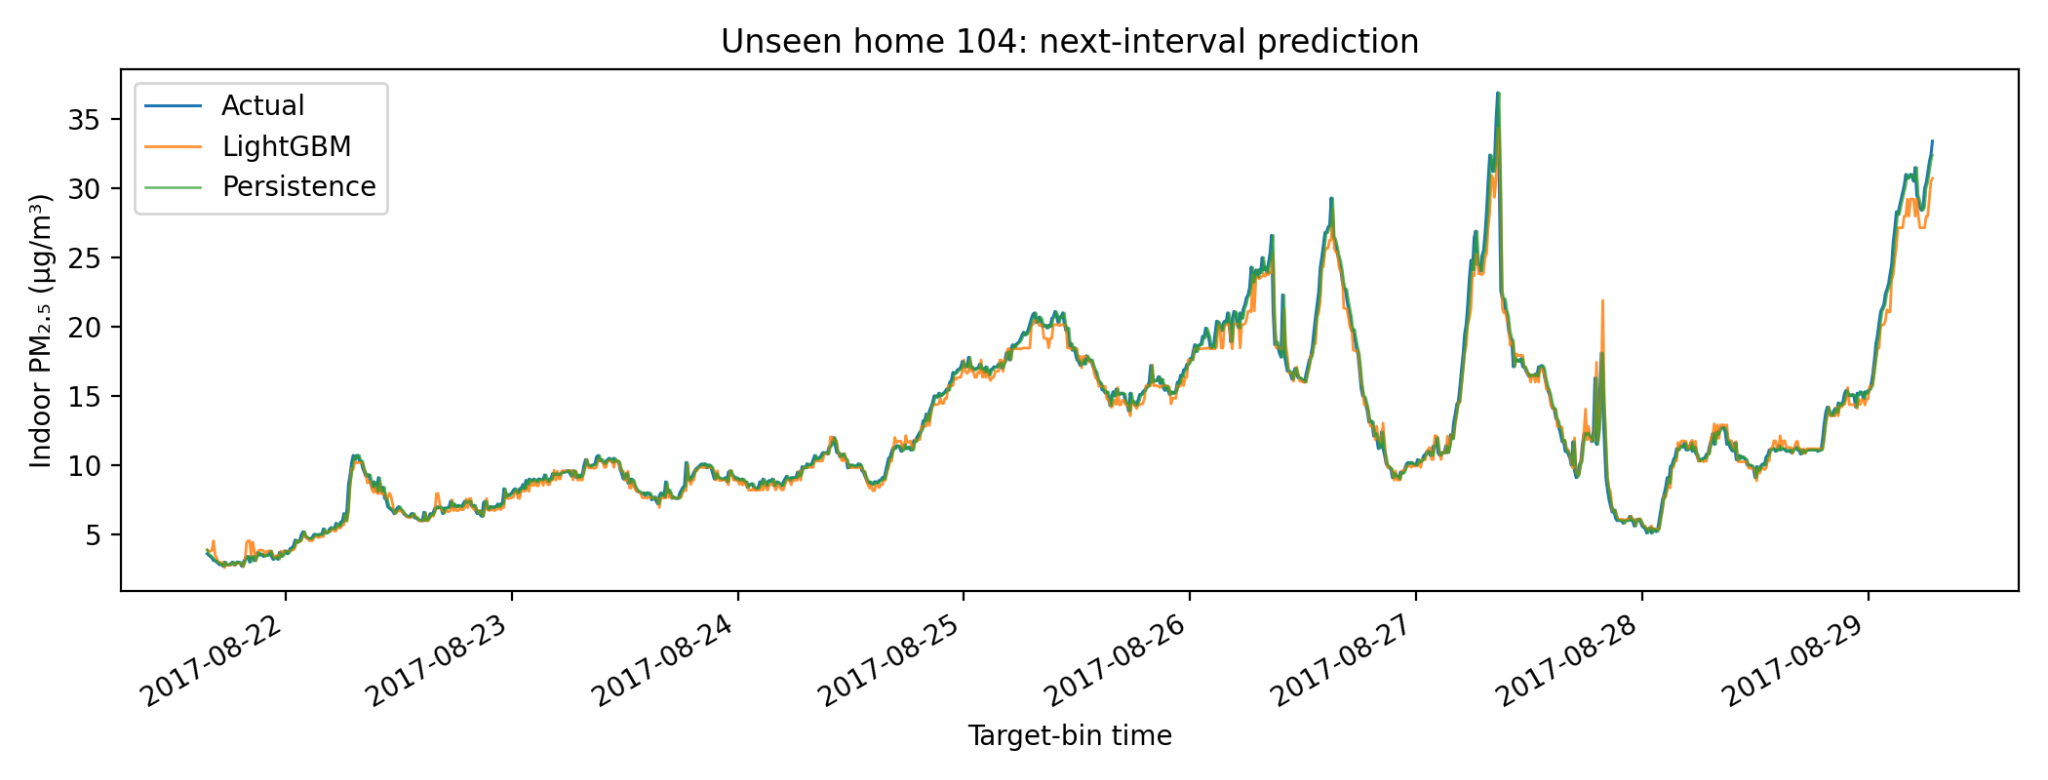 Unseen home 104: next-interval prediction
Actual
LightGBM
Persistence
Indoor PM₂.₅ (μg/m³)
35
30
25
20
15
10
5
2017-08-22
2017-08-23
2017-08-24
2017-08-25
2017-08-26
2017-08-27
2017-08-28
2017-08-29
Target-bin time